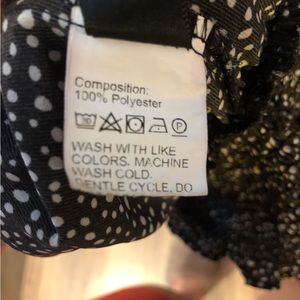 Composition:
100% Polyester
WASH WITH LIKE
COLORS. MACHINE
WASH COLD.
GENTLE CYCLE. DO